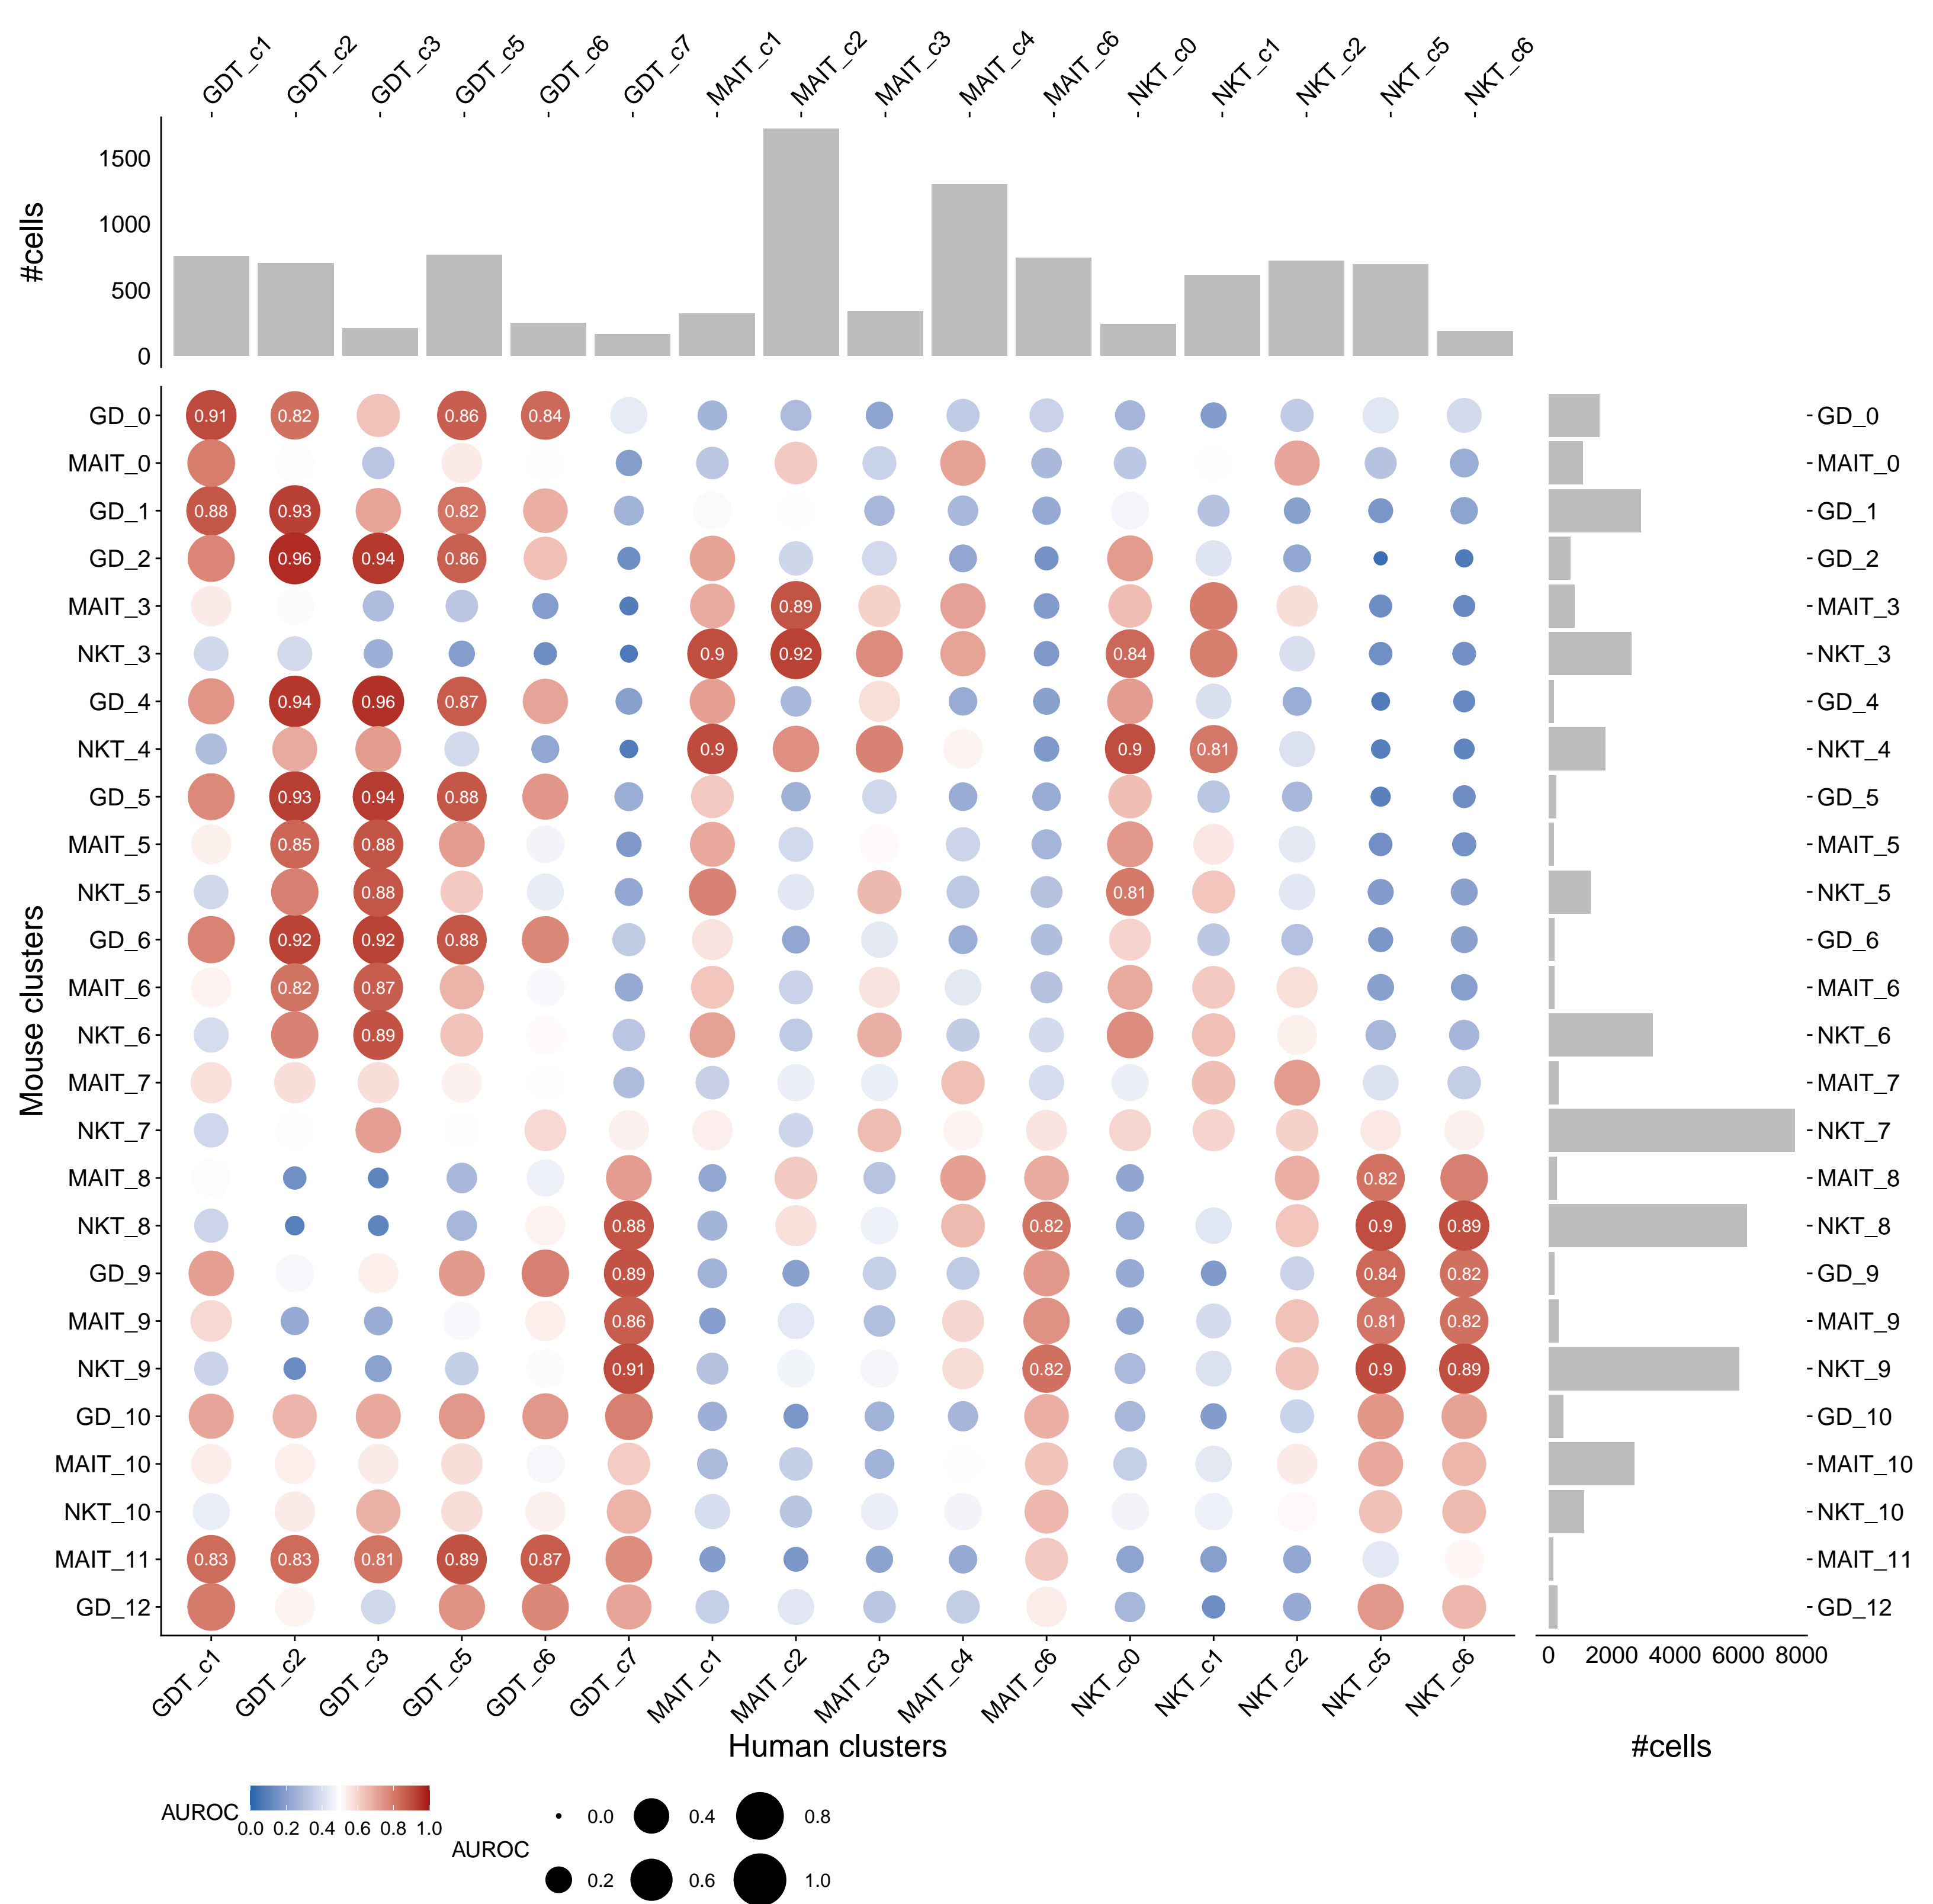 GDT_c1 GDT_c2 GDT_c3 GDT_c5 GDT_c6 GDT_c7 MAIT_c1 MAIT_c2 MAIT_c3 MAIT_c4 MAIT_c6 NKT_c0 NKT_c1 NKT_c2 NKT_c5 NKT_c6
#cells
1500
1000
500
0
Mouse clusters
GD_0 0.91 0.82 0.86 0.84 GD_0
MAIT_0 MAIT_0
GD_1 0.88 0.93 0.82 GD_1
GD_2 0.96 0.94 0.86 GD_2
MAIT_3 0.89 MAIT_3
NKT_3 0.9 0.92 0.84 NKT_3
GD_4 0.94 0.96 0.87 GD_4
NKT_4 0.9 0.9 0.81 NKT_4
GD_5 0.93 0.94 0.88 GD_5
MAIT_5 0.85 0.88 MAIT_5
NKT_5 0.88 0.81 NKT_5
GD_6 0.92 0.92 0.88 GD_6
MAIT_6 0.82 0.87 MAIT_6
NKT_6 0.89 NKT_6
MAIT_7 MAIT_7
NKT_7 NKT_7
MAIT_8 0.82 MAIT_8
NKT_8 0.88 0.82 0.9 0.89 NKT_8
GD_9 0.89 0.84 0.82 GD_9
MAIT_9 0.86 0.81 0.82 MAIT_9
NKT_9 0.91 0.82 0.9 0.89 NKT_9
GD_10 GD_10
MAIT_10 MAIT_10
NKT_10 NKT_10
MAIT_11 0.83 0.83 0.81 0.89 0.87 MAIT_11
GD_12 GD_12
0 2000 4000 6000 8000
GDT_c1 GDT_c2 GDT_c3 GDT_c5 GDT_c6 GDT_c7 MAIT_c1 MAIT_c2 MAIT_c3 MAIT_c4 MAIT_c6 NKT_c0 NKT_c1 NKT_c2 NKT_c5 NKT_c6
Human clusters #cells
AUROC
0.0 0.2 0.4 0.6 0.8 1.0
AUROC
0.0 0.4 0.8
0.2 0.6 1.0